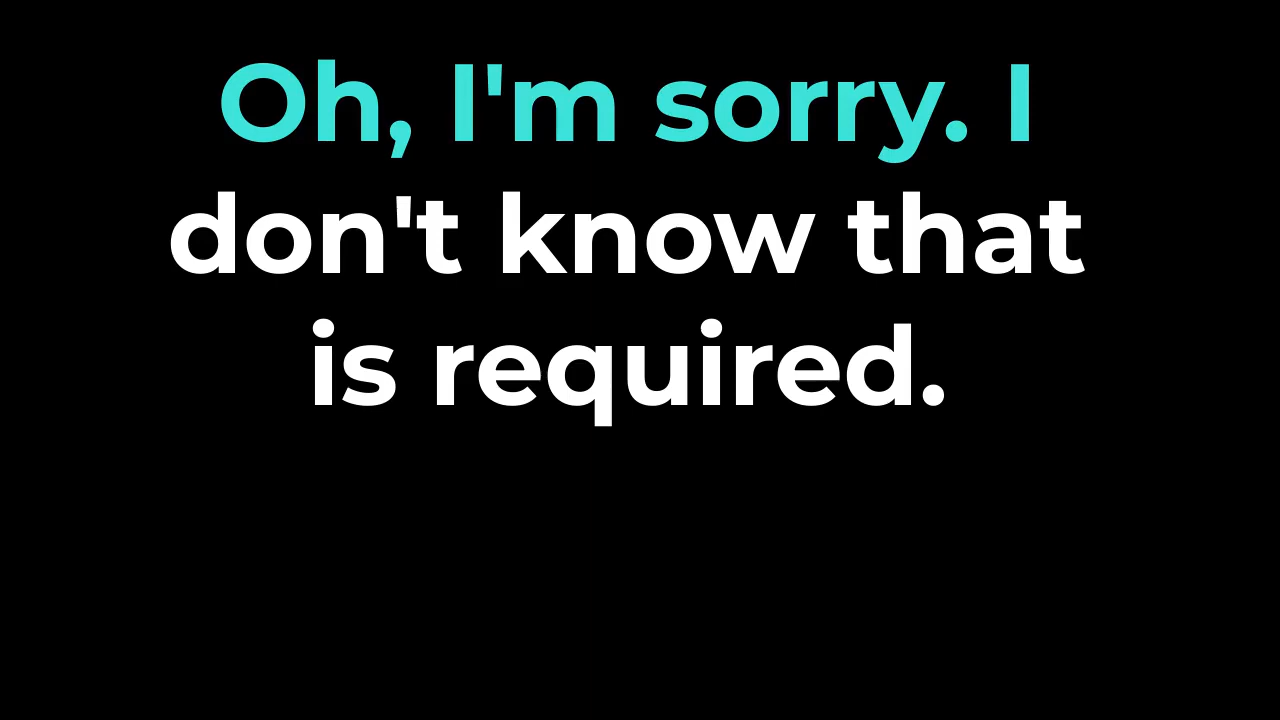 Oh, I'm sorry. I
don't know that
is required.